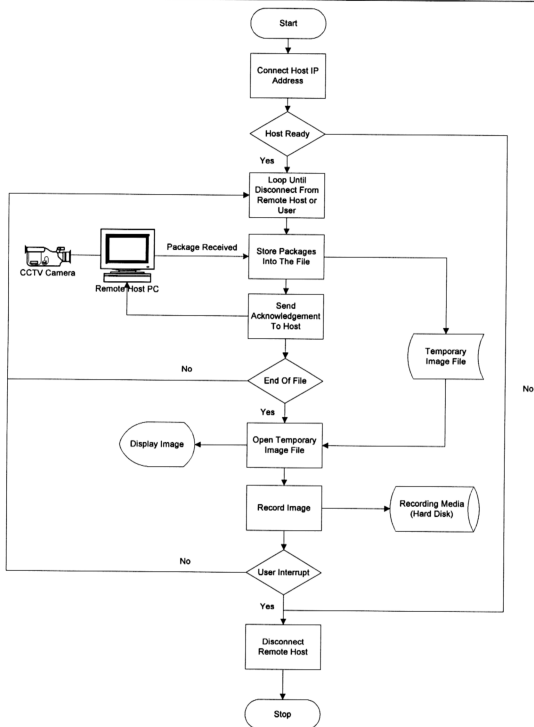 Start
Connect Host IP
Address
Host Ready
Yes
Loop Until
Disconnect From
Remote Host or
User
Package Received
Store Packages
Into The File
CCTV Camera
Remote Host PC
Send
Acknowledgement
To Host
Temporary
Image File
No
End Of File
No
Yes
Display Image
Open Temporary
Image File
Record Image
Recording Media
(Hard Disk)
No
User Interrupt
Yes
Disconnect
Remote Host
Stop